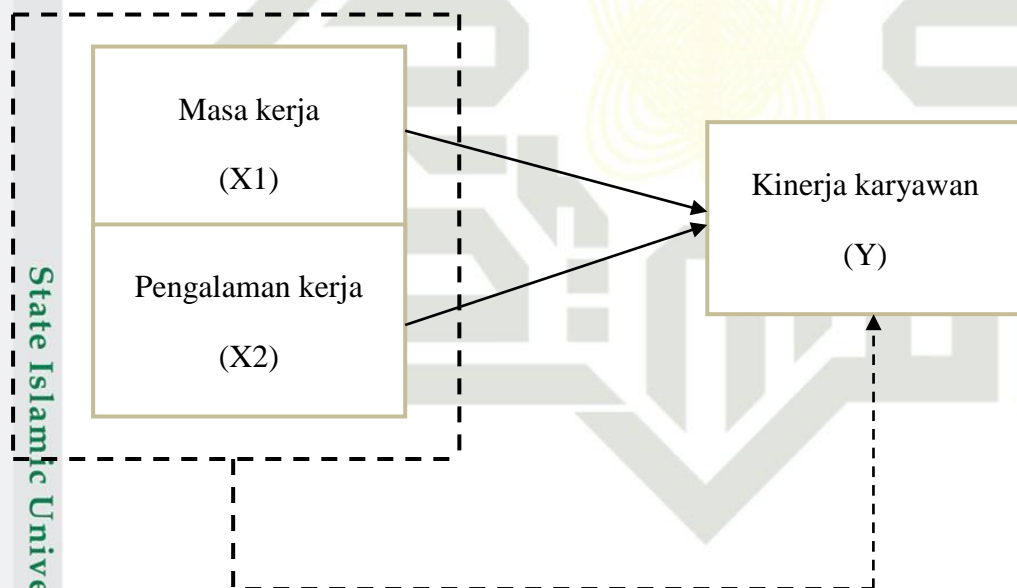 Masa kerja
(X1)
Pengalaman kerja
(X2)
Kinerja karyawan
(Y)
State Islamic Unive